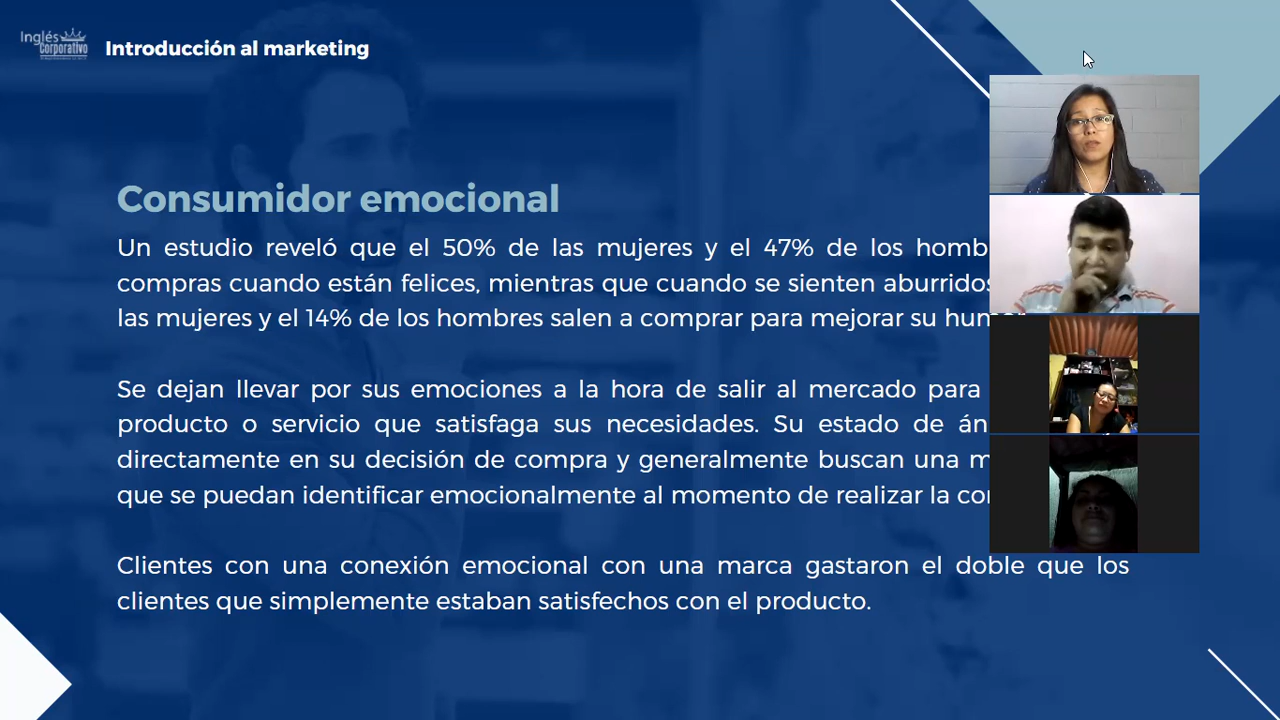 Inglés
Corporativo
Introducción al marketing
Consumidor emocional
Un estudio reveló que el 50% de las mujeres y el 47% de los
compras cuando están felices, mientras que cuando se sienten aburridos
las mujeres y el 14% de los hombres salen a comprar para mejorar su
Se dejan llevar por sus emociones a la hora de salir al mercado para
producto o servicio que satisfaga sus necesidades. Su estado de
directamente en su decisión de compra y generalmente buscan una
que se puedan identificar emocionalmente al momento de realizar la
Clientes con una conexión emocional con una marca gastaron el doble que los
clientes que simplemente estaban satisfechos con el producto.